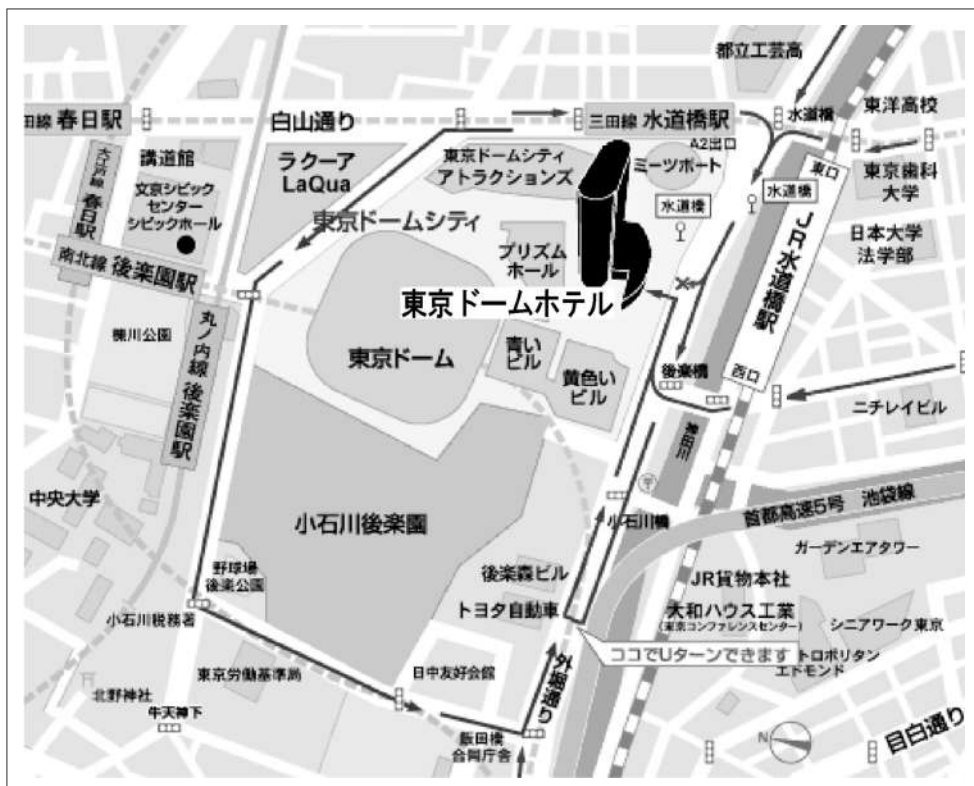 都立工芸高
水道橋
東洋高校
田線 春日駅
白山通り
三田線 水道橋駅
A2出口
大江戸線 春日駅
講道館
文京シビック
センター
シビックホール
ラクーア
LaQua
東京ドームシティ
アトラクションズ
ミーツポート
東口
水道橋
東京歯科
大学
水道橋
東京ドームシティ
プリズム
ホール
JR水道橋駅
日本大学
法学部
南北線 後楽園駅
東京ドームホテル
礫川公園
丸ノ内線 後楽園駅
東京ドーム
青い
ビル
黄色い
ビル
後楽橋
西口
ニチレイビル
神田川
中央大学
小石川後楽園
小石川橋
首都高速5号 池袋線
ガーデンエアタワー
野球場
後楽公園
後楽森ビル
JR貨物本社
小石川税務署
トヨタ自動車
大和ハウス工業
(東京コンファレンスセンター)
シニアワーク東京
ココでUターンできます
トロポリタン
エドモンド
東京労働基準局
日中友好会館
外堀通り
北野神社
牛天神下
飯田橋
合同庁舎
N
目白通り